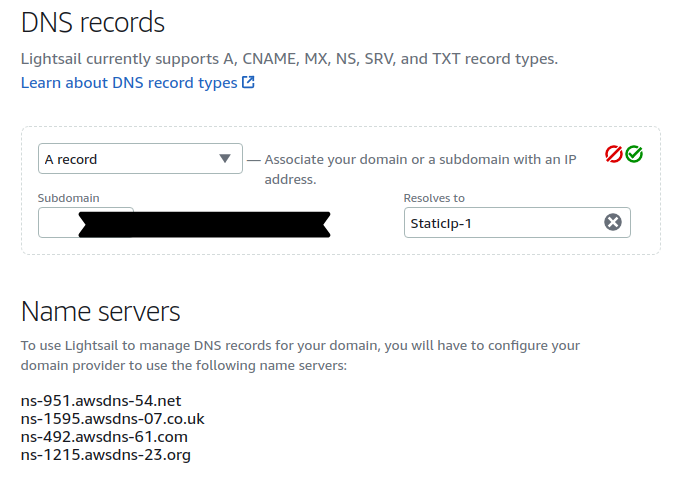 DNS records
Lightsail currently supports A, CNAME, MX, NS, SRV, and TXT record types.
Learn about DNS record types
A record
— Associate your domain or a subdomain with an IP
address.
Subdomain
Resolves to
StaticIp-1
Name servers
To use Lightsail to manage DNS records for your domain, you will have to configure your
domain provider to use the following name servers:
ns-951.awsdns-54.net
ns-1595.awsdns-07.co.uk
ns-492.awsdns-61.com
ns-1215.awsdns-23.org